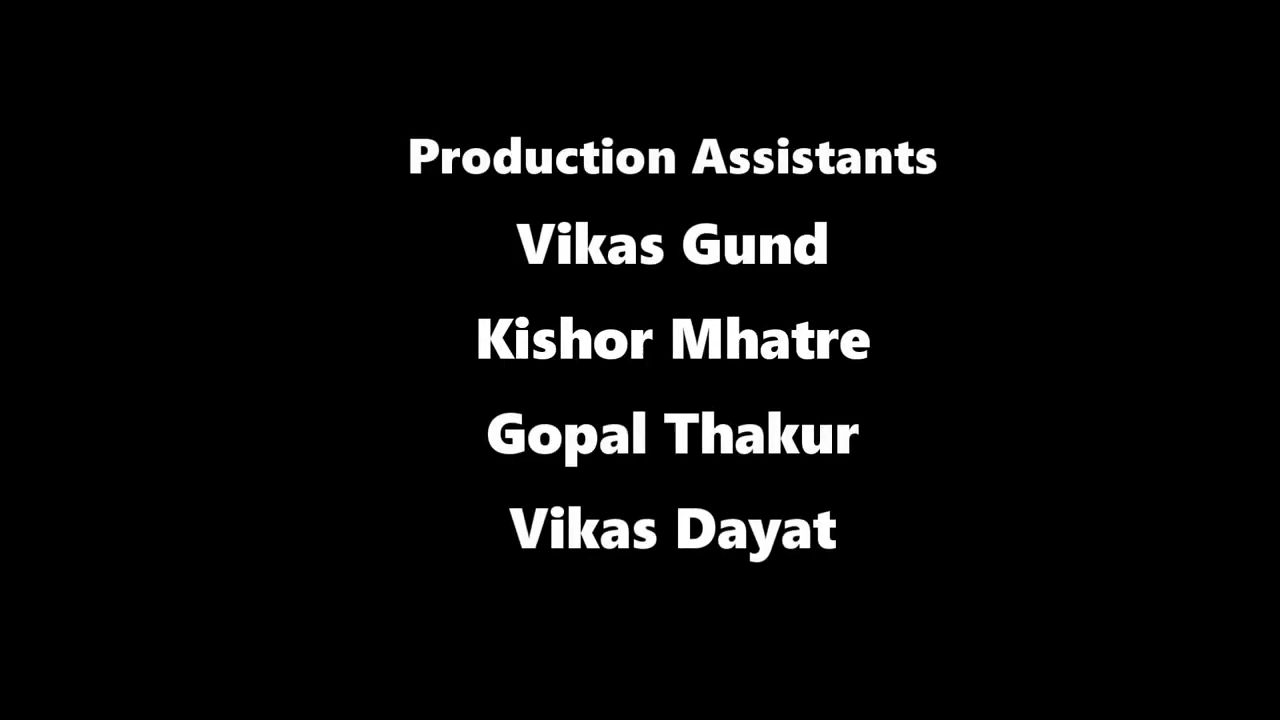 Production Assistants
Vikas Gund
Kishor Mhatre
Gopal Thakur
Vikas Dayat